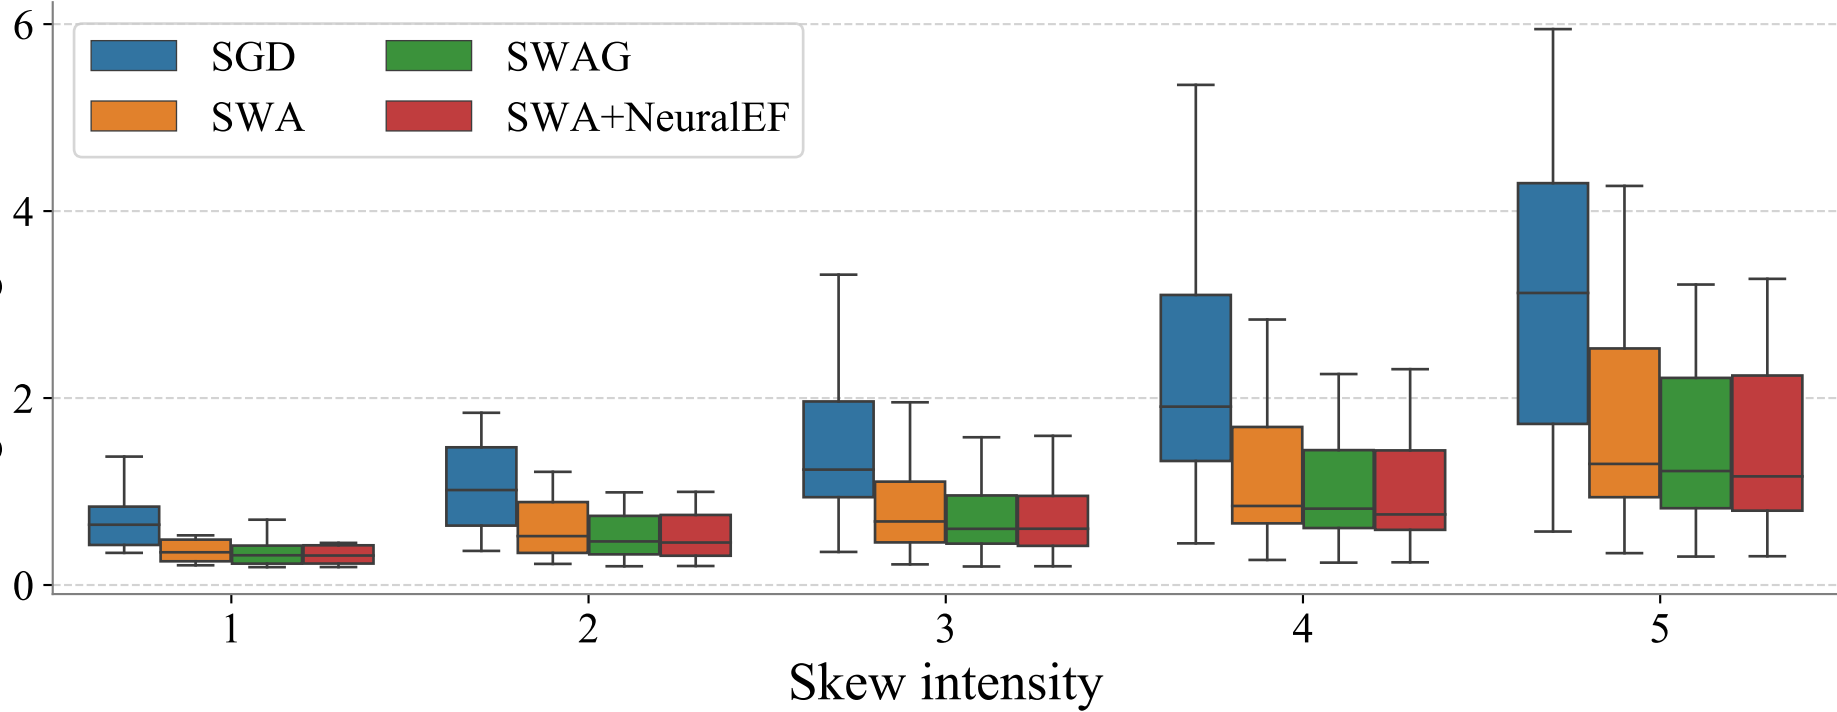 6
4
2
0
SGD
SWA
SWAG
SWA+NeuralEF
1 2 3 4 5
Skew intensity